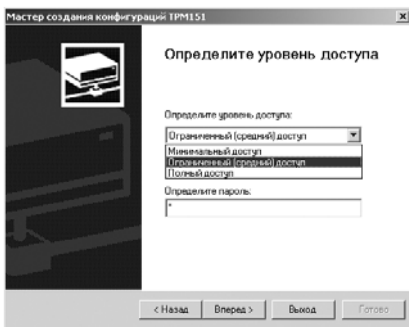 Мастер создания конфигураций ТРМ151
Определите уровень доступа
Определите уровень доступа:
Ограниченный (средний) доступ
Минимальный доступ
Ограниченный (средний) доступ
Полный доступ
Определите пароль:
*
< Назад
Вперед >
Выход
Готово